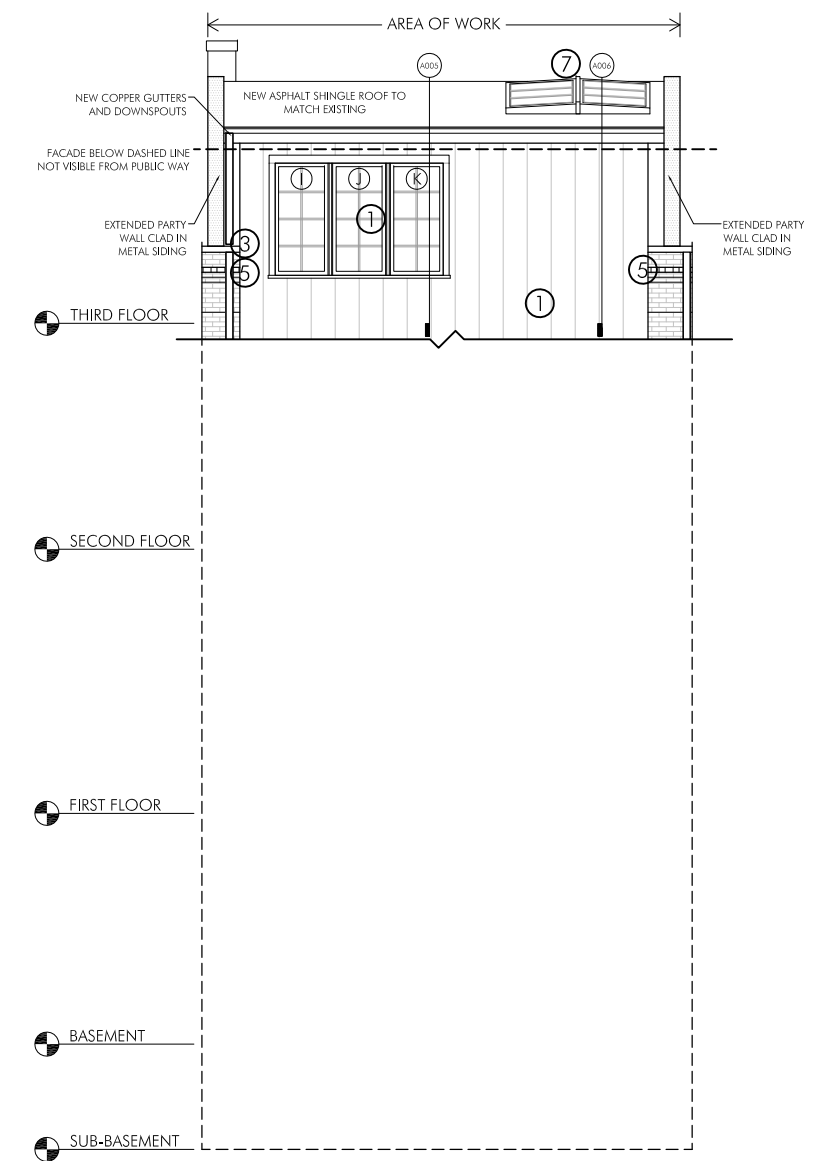 AREA OF WORK
A005
7
A006
NEW COPPER GUTTERS
AND DOWNSPOUTS
NEW ASPHALT SHINGLE ROOF TO
MATCH EXISTING
FACADE BELOW DASHED LINE
NOT VISIBLE FROM PUBLIC WAY
I
J
K
1
EXTENDED PARTY
WALL CLAD IN
METAL SIDING
EXTENDED PARTY
WALL CLAD IN
METAL SIDING
3
5
5
1
THIRD FLOOR
SECOND FLOOR
FIRST FLOOR
BASEMENT
SUB-BASEMENT